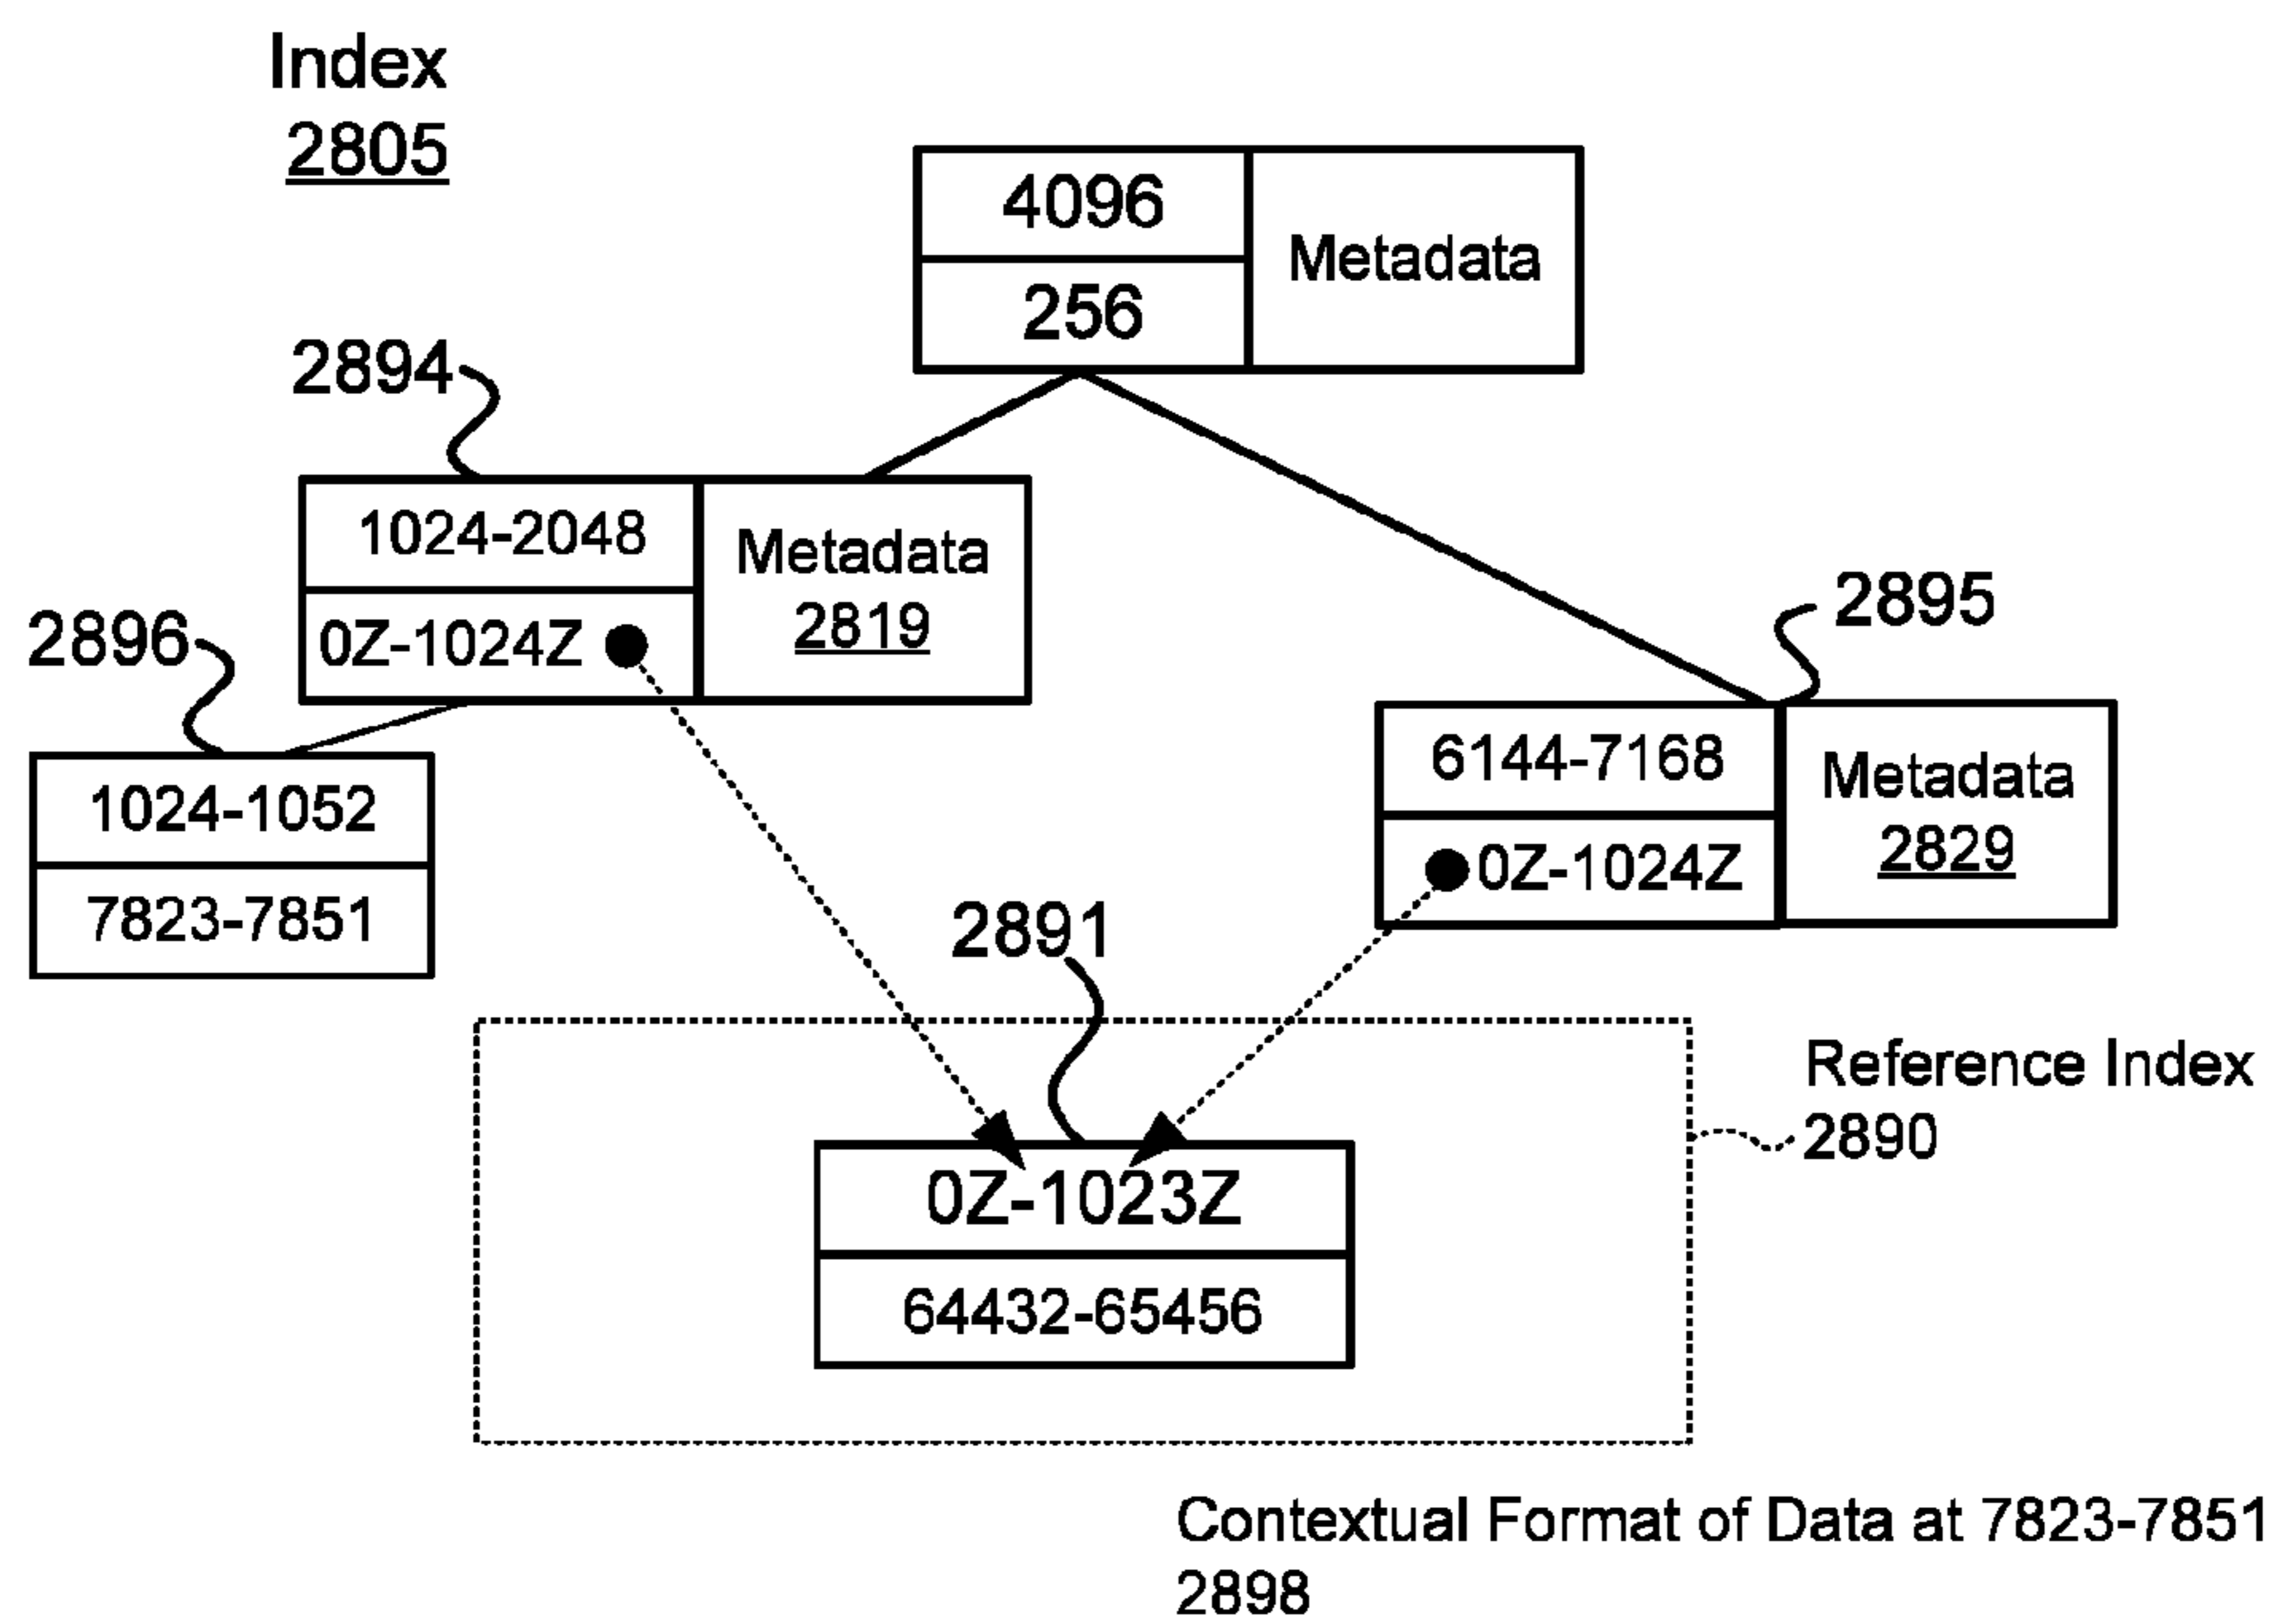 Index
2805
4096
256
Metadata
2894
1024-2048
0Z-1024Z
Metadata
2819
2896
1024-1052
7823-7851
2895
6144-7168
0Z-1024Z
Metadata
2829
2891
Reference Index
2890
0Z-1023Z
64432-65456
Contextual Format of Data at 7823-7851
2898